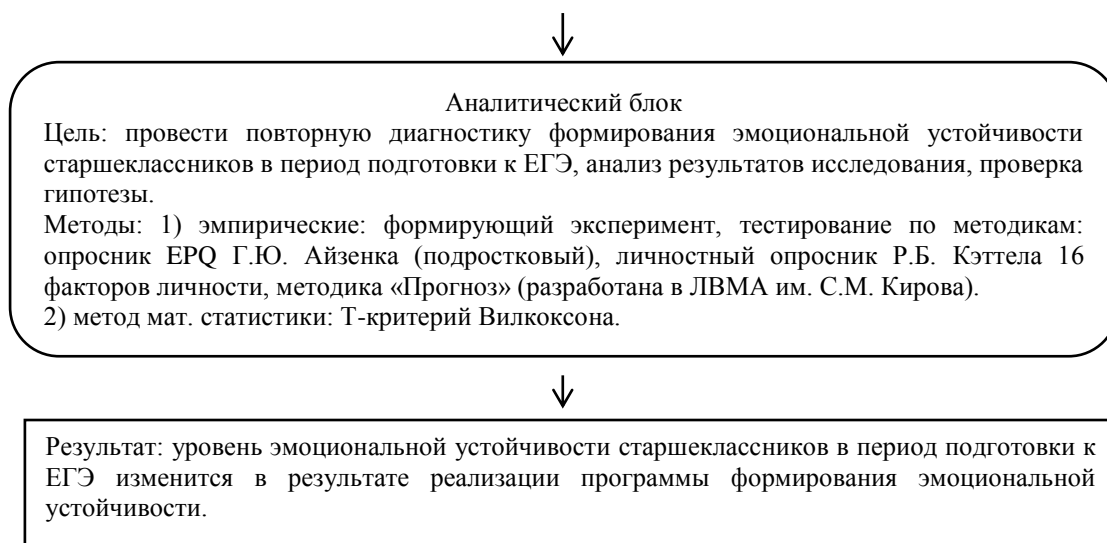 Аналитический блок
Цель: провести повторную диагностику формирования эмоциональной устойчивости
старшеклассников в период подготовки к ЕГЭ, анализ результатов исследования, проверка
гипотезы.
Методы: 1) эмпирические: формирующий эксперимент, тестирование по методикам:
опросник EPQ Г.Ю. Айзенка (подростковый), личностный опросник Р.Б. Кэттела 16
факторов личности, методика «Прогноз» (разработана в ЛВМА им. С.М. Кирова).
2) метод мат. статистики: Т-критерий Вилкоксона.
Результат: уровень эмоциональной устойчивости старшеклассников в период подготовки к
ЕГЭ изменится в результате реализации программы формирования эмоциональной
устойчивости.